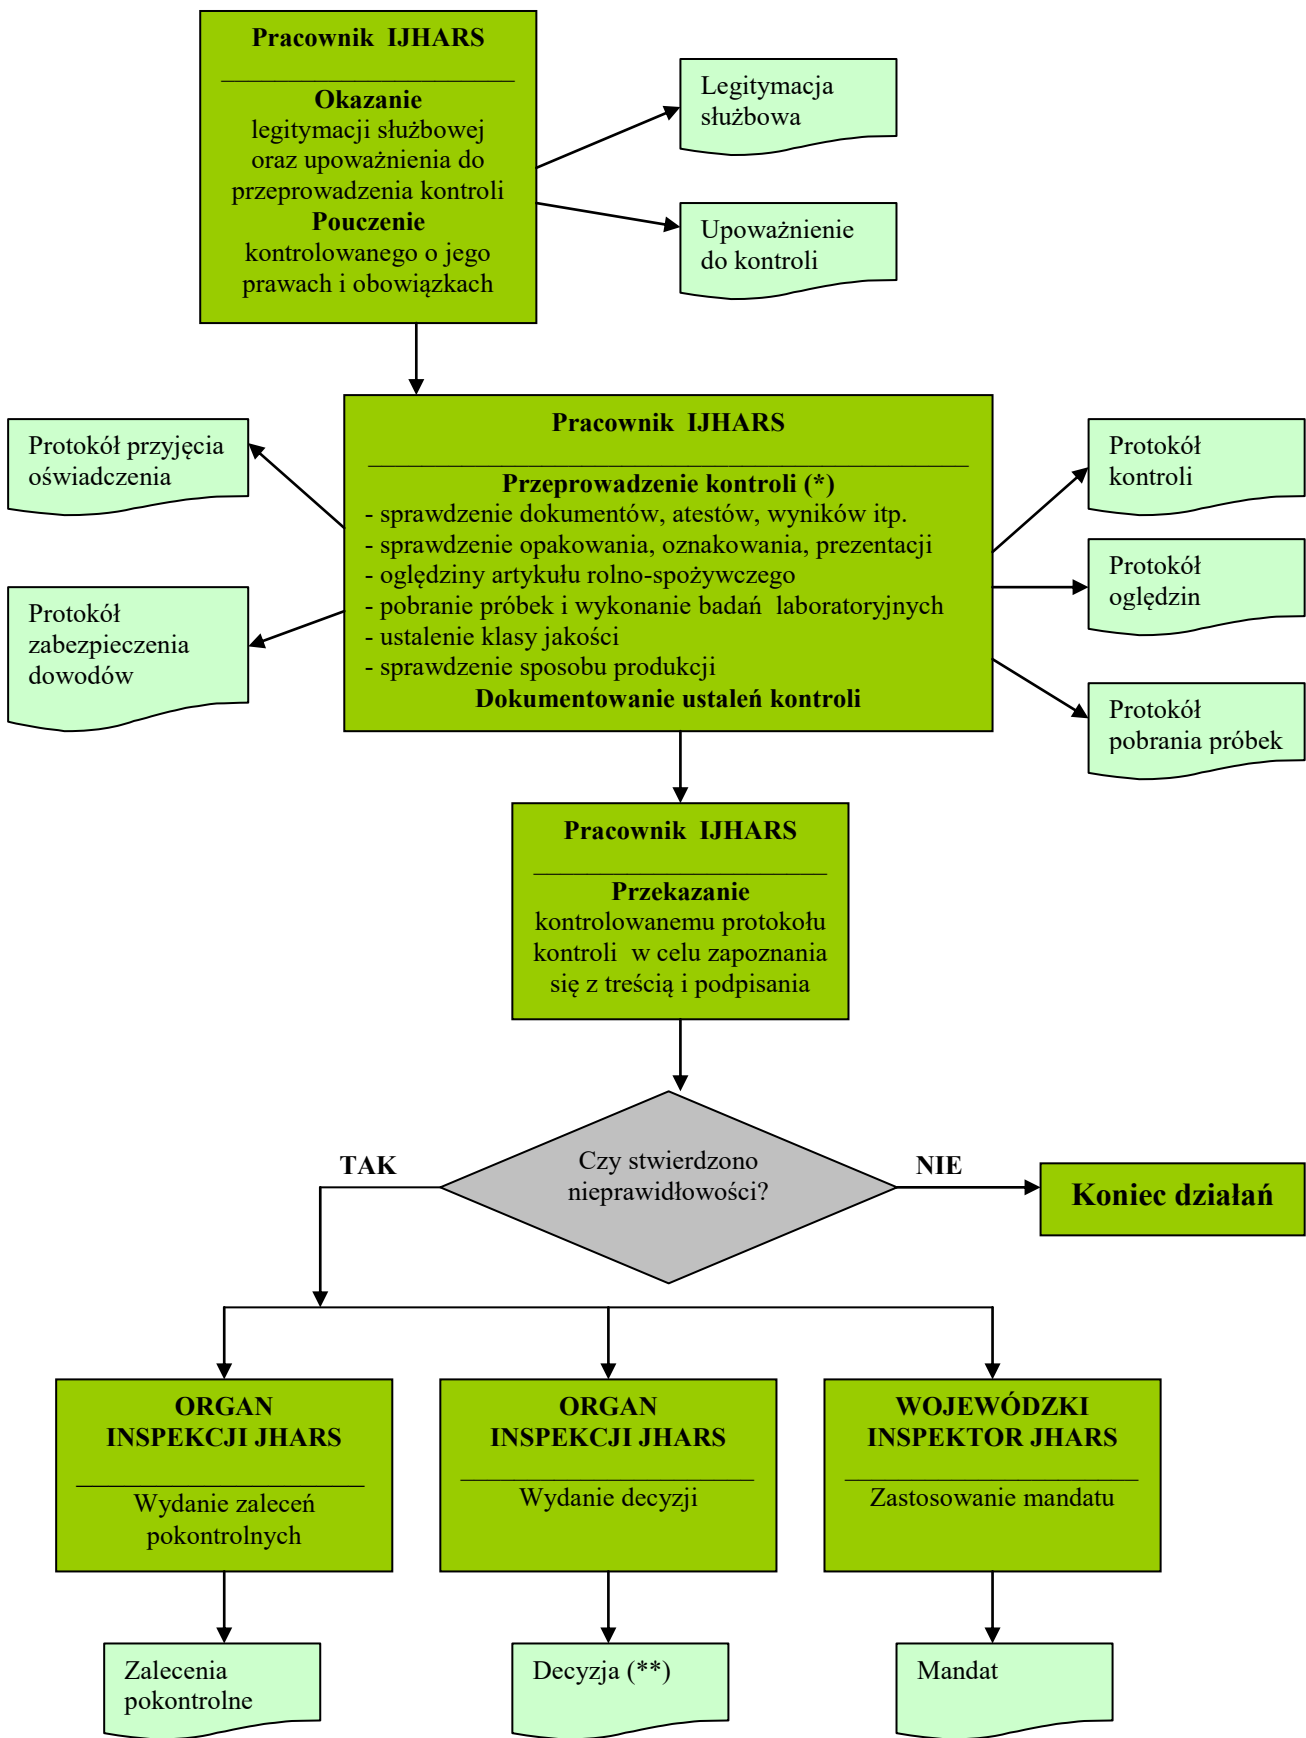 Pracownik IJHARS
Okazanie
legitymacji służbowej
oraz upoważnienia do
przeprowadzenia kontroli
Pouczenie
kontrolowanego o jego
prawach i obowiązkach
Legitymacja
służbowa
Upoważnienie
do kontroli
Protokół przyjęcia
oświadczenia
Protokół
zabezpieczenia
dowodów
Pracownik IJHARS
Przeprowadzenie kontroli (*)
- sprawdzenie dokumentów, atestów, wyników itp.
- sprawdzenie opakowania, oznakowania, prezentacji
- oględziny artykułu rolno-spożywczego
- pobranie próbek i wykonanie badań laboratoryjnych
- ustalenie klasy jakości
- sprawdzenie sposobu produkcji
Dokumentowanie ustaleń kontroli
Protokół
kontroli
Protokół
oględzin
Protokół
pobrania próbek
Pracownik IJHARS
Przekazanie
kontrolowanemu protokołu
kontroli w celu zapoznania
się z treścią i podpisania
Czy stwierdzono
nieprawidłowości?
TAK
NIE
Koniec działań
ORGAN
INSPEKCJI JHARS
Wydanie zaleceń
pokontrolnych
ORGAN
INSPEKCJI JHARS
Wydanie decyzji
WOJEWÓDZKI
INSPEKTOR JHARS
Zastosowanie mandatu
Zalecenia
pokontrolne
Decyzja (**)
Mandat